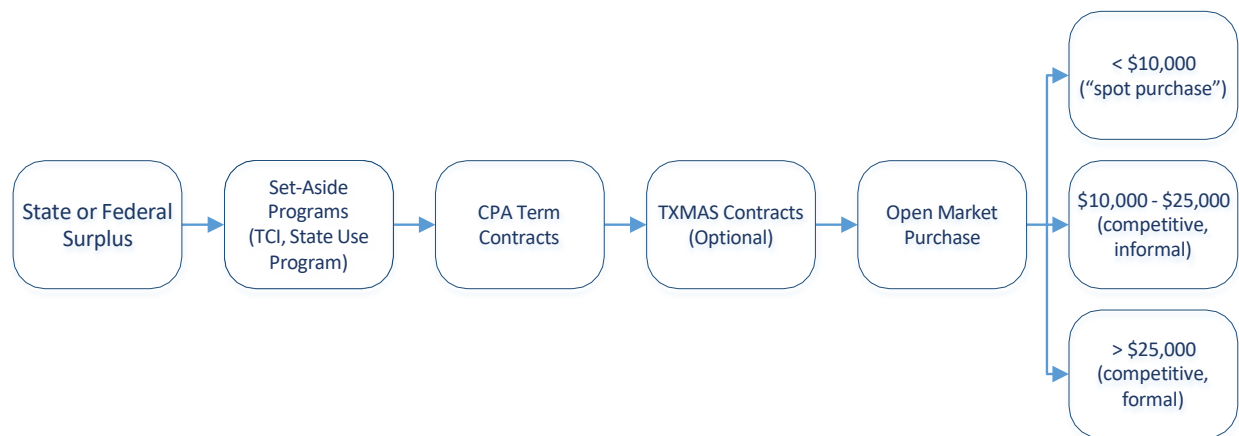 State or Federal
Surplus
Set-Aside
Programs
(TCI, State Use
Program)
CPA Term
Contracts
TXMAS Contracts
(Optional)
Open Market
Purchase
< $10,000
(“spot purchase”)
$10,000 - $25,000
(competitive,
informal)
> $25,000
(competitive,
formal)